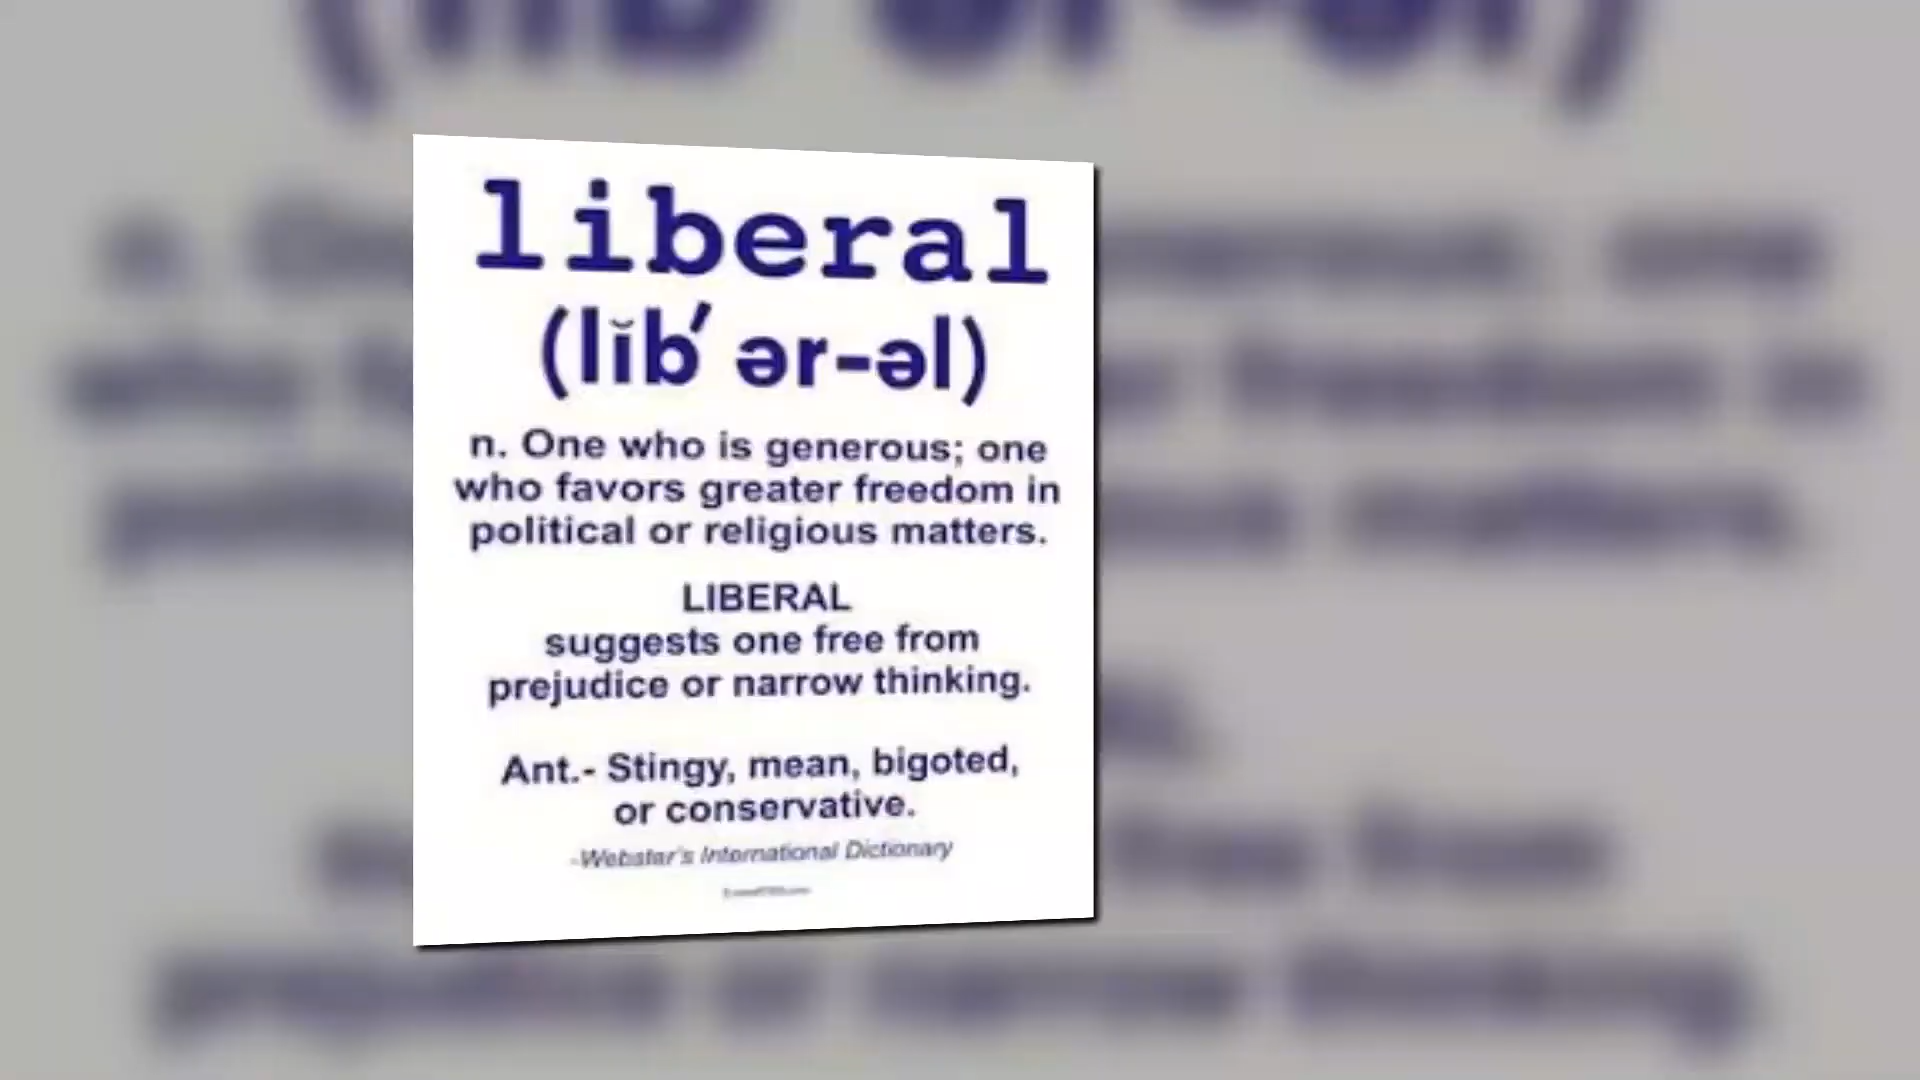 liberal
(lĭb′ ər-əl)
n. One who is generous; one
who favors greater freedom in
political or religious matters.
LIBERAL
suggests one free from
prejudice or narrow thinking.
Ant.- Stingy, mean, bigoted,
or conservative.
-Webster's International Dictionary